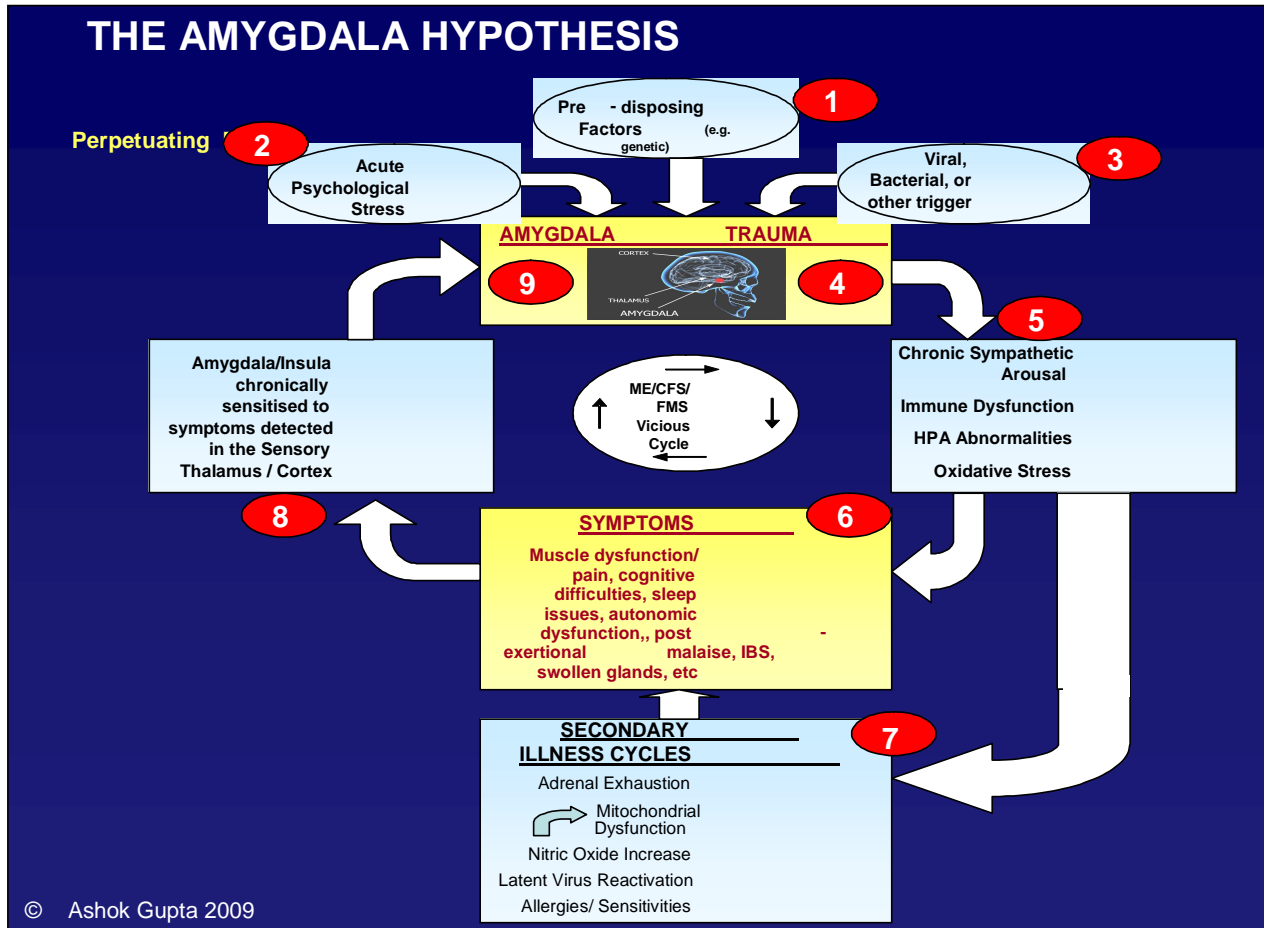 THE AMYGDALA HYPOTHESIS
1
Pre - disposing
Factors (e.g.
genetic)
Perpetuating
2
Acute
Psychological
Stress
3
Viral,
Bacterial, or
other trigger
AMYGDALA TRAUMA
CORTEX
THALAMUS
AMYGDALA
9
4
5
Chronic Sympathetic
Arousal
Immune Dysfunction
HPA Abnormalities
Oxidative Stress
Amygdala/Insula
chronically
sensitised to
symptoms detected
in the Sensory
Thalamus / Cortex
ME/CFS/
FMS
Vicious
Cycle
8
6
SYMPTOMS
Muscle dysfunction/
pain, cognitive
difficulties, sleep
issues, autonomic
dysfunction,, post -
exertional malaise, IBS,
swollen glands, etc
7
SECONDARY
ILLNESS CYCLES
Adrenal Exhaustion
Mitochondrial
Dysfunction
Nitric Oxide Increase
Latent Virus Reactivation
Allergies/ Sensitivities
© Ashok Gupta 2009